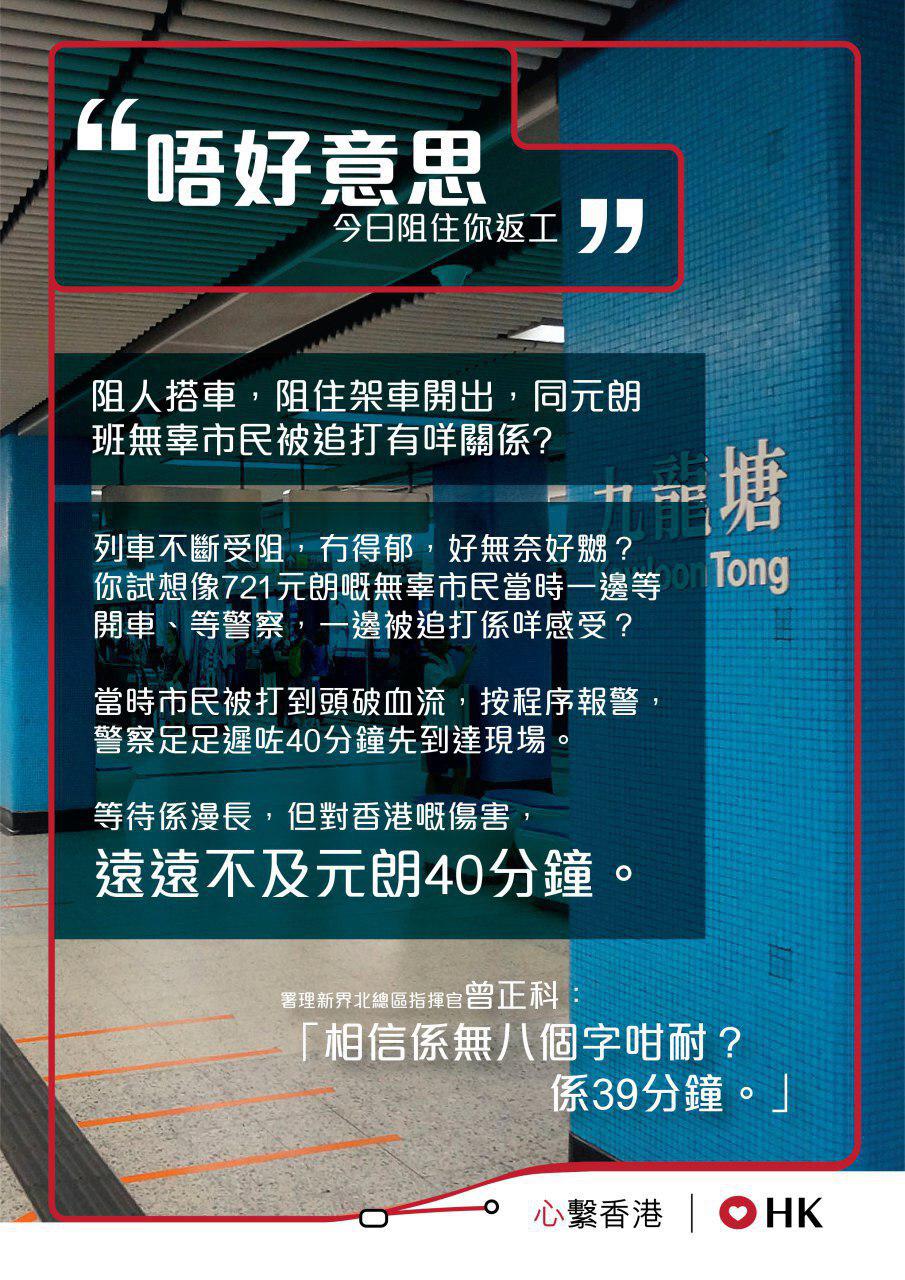 “唔好意思
今日阻住你返工”
阻人搭車，阻住架車開出，同元朗
班無辜市民被追打有咩關係?
九龍塘
Kowloon Tong
列車不斷受阻，冇得郁，好無奈好嬲？
你試想像721元朗嘅無辜市民當時一邊等
開車、等警察，一邊被追打係咩感受？
當時市民被打到頭破血流，按程序報警，
警察足足遲咗40分鐘先到達現場。
等待係漫長，但對香港嘅傷害，
遠遠不及元朗40分鐘。
署理新界北總區指揮官曾正科：
「相信係無八個字咁耐？
係39分鐘。」
心繫香港 | HK